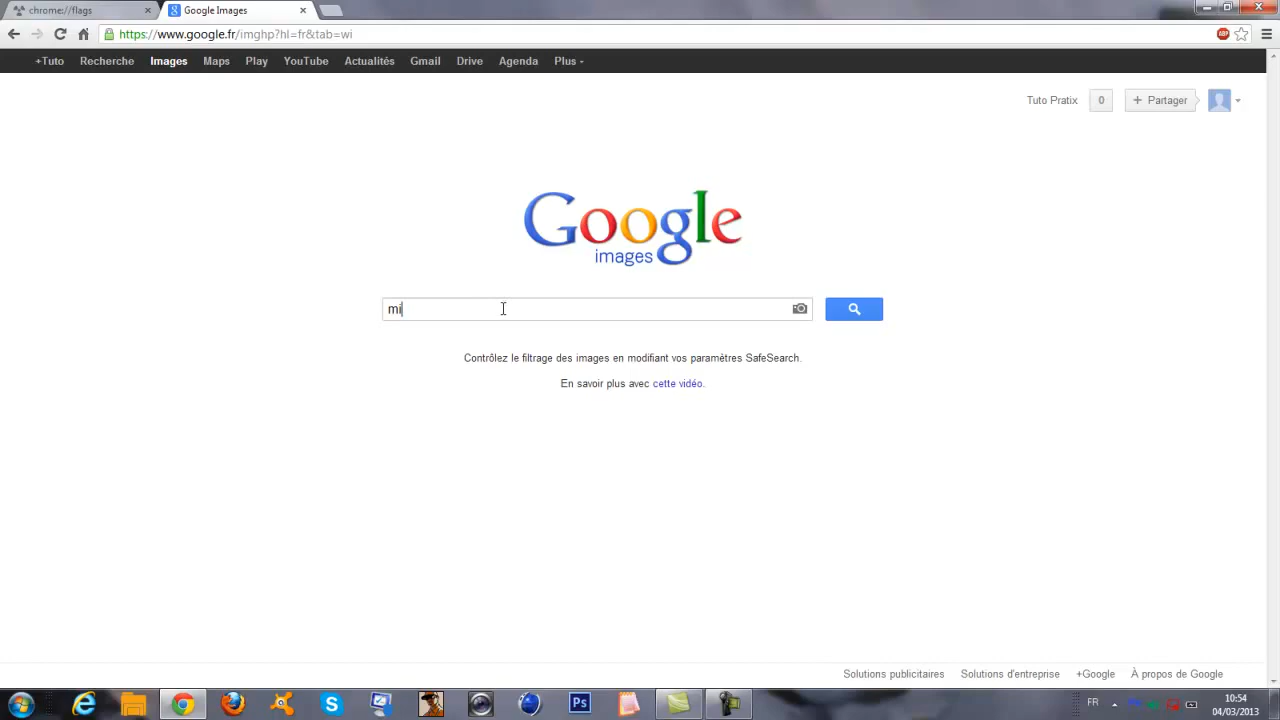 chrome://flags
Google Images
https://www.google.fr/imghp?hl=fr&tab=wi
ABP
+Tuto Recherche Images Maps Play YouTube Actualités Gmail Drive Agenda Plus
Tuto Pratix 0 + Partager
Google
images
mi
Contrôlez le filtrage des images en modifiant vos paramètres SafeSearch.
En savoir plus avec cette vidéo.
Solutions publicitaires Solutions d'entreprise +Google À propos de Google
Ps
FR
10:54
04/03/2013